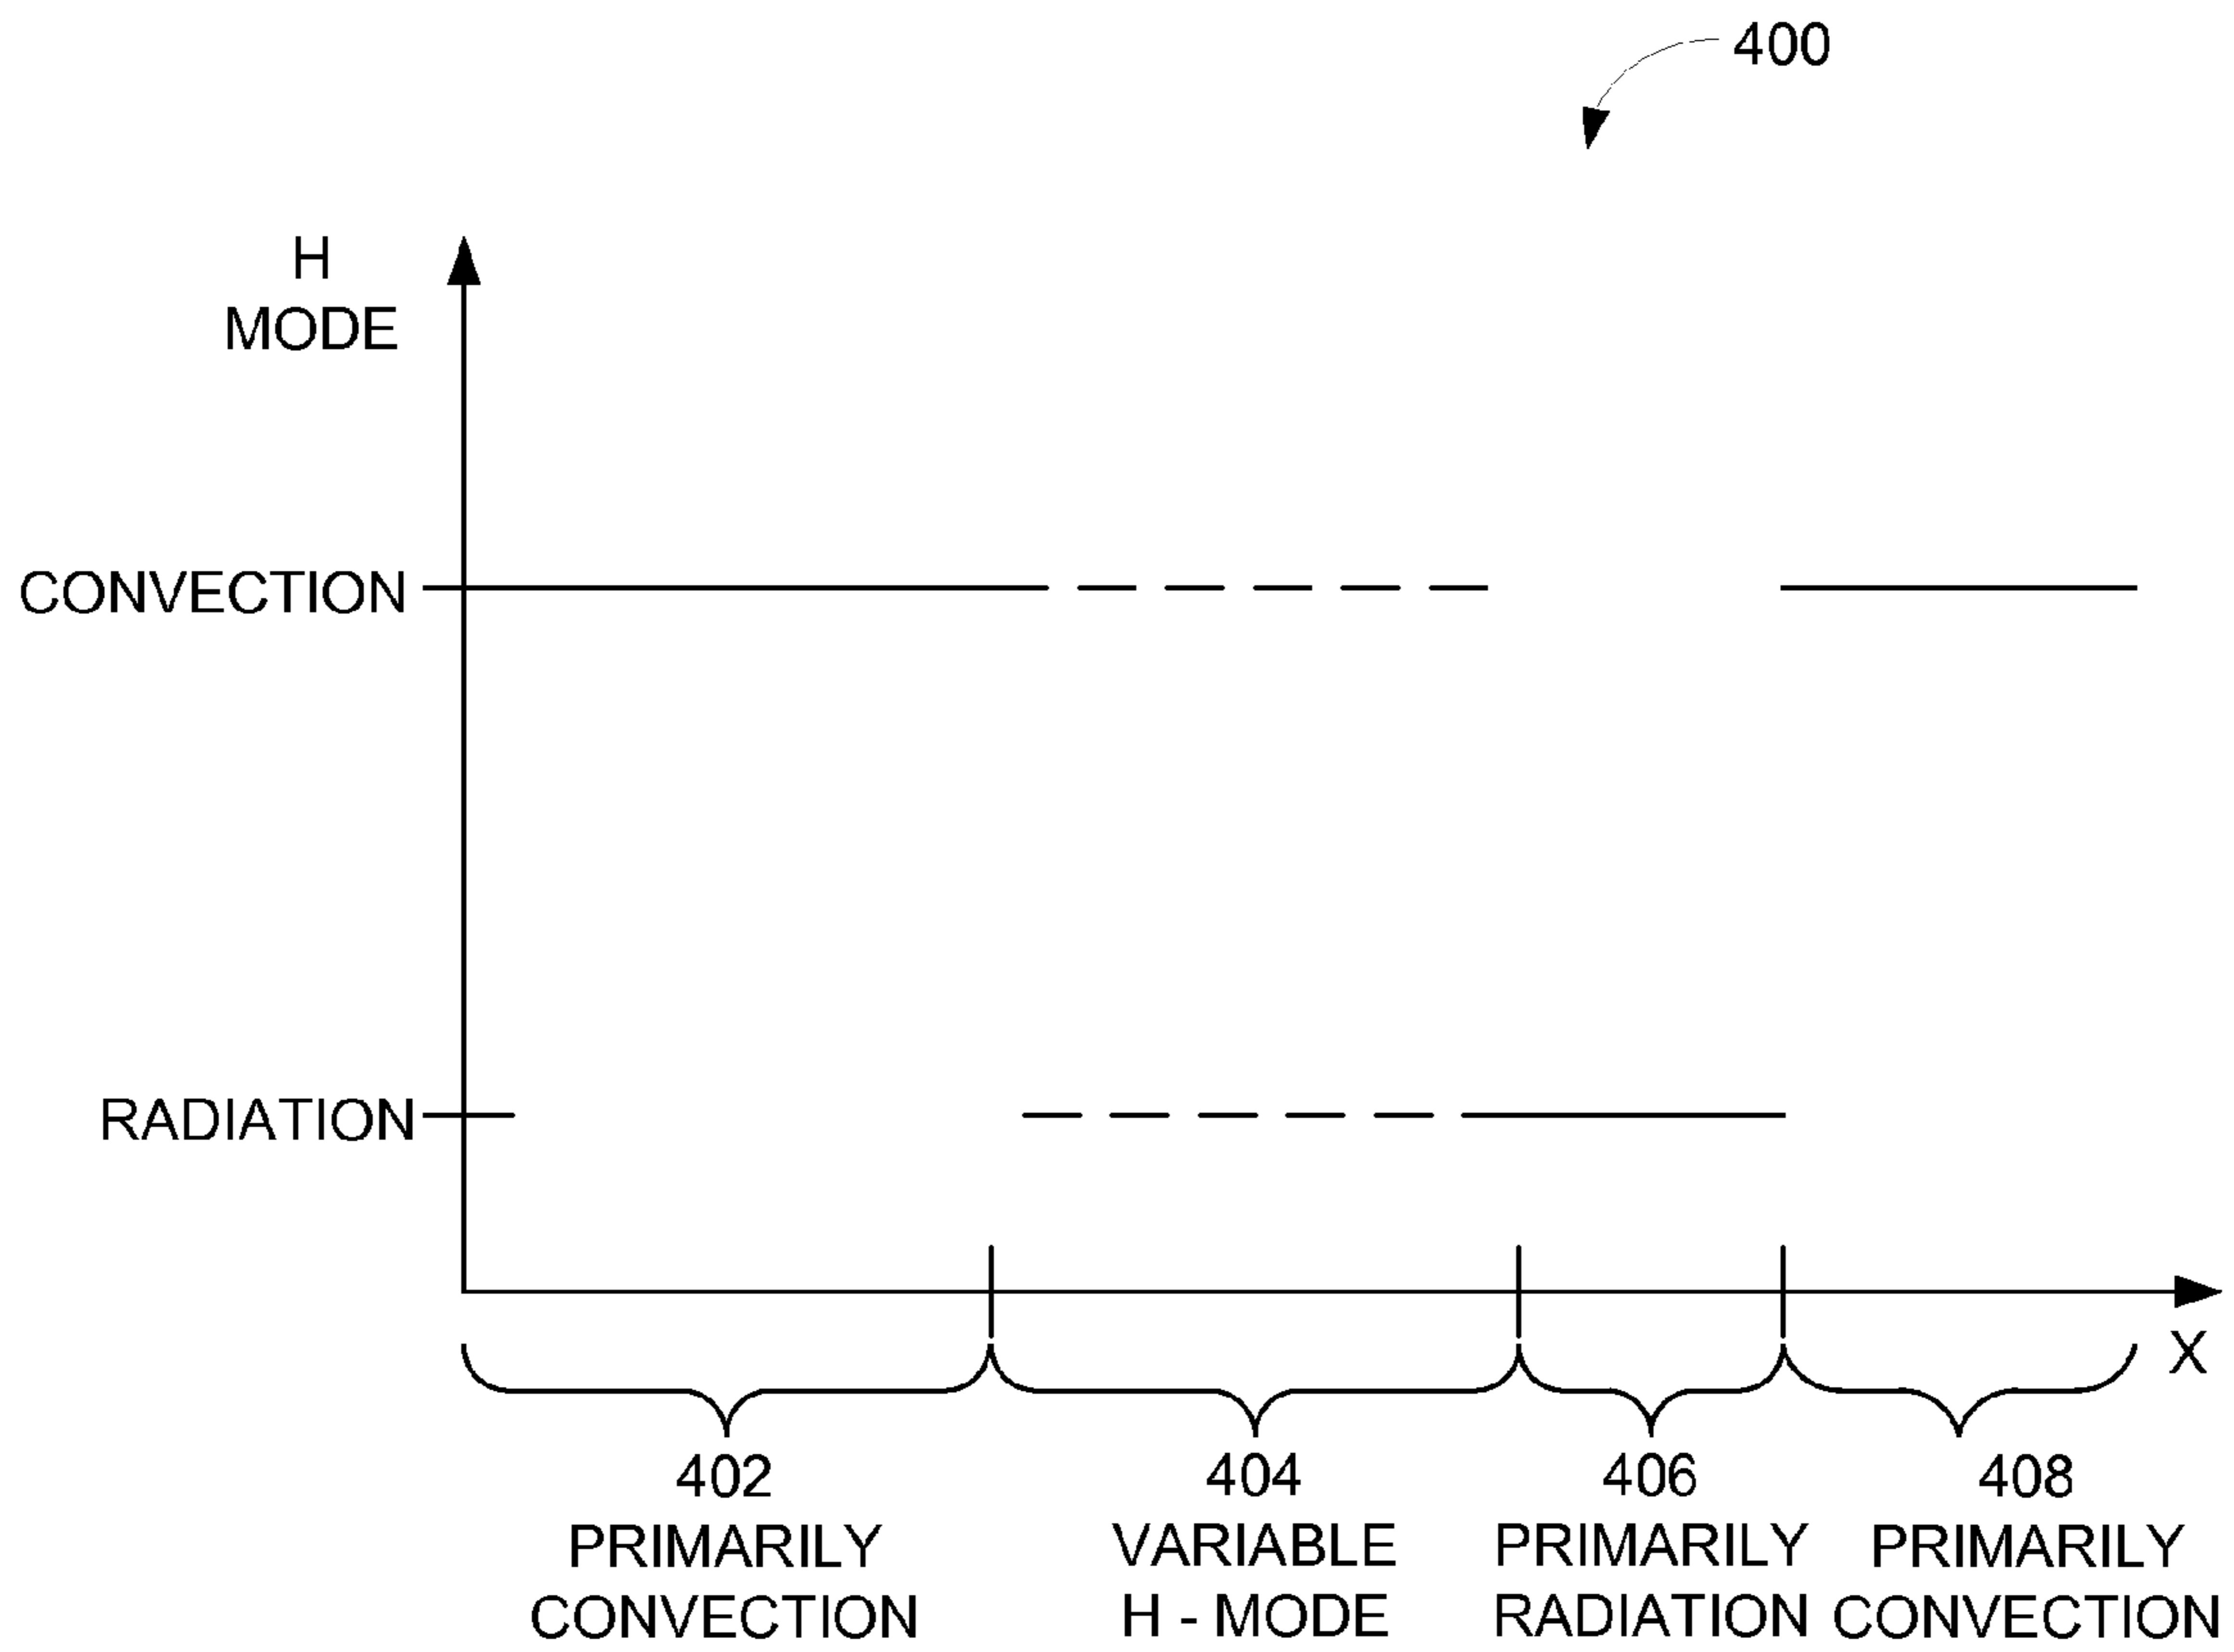 400
H
MODE
CONVECTION
RADIATION
X
402
PRIMARILY
CONVECTION
404
VARIABLE
H - MODE
406
PRIMARILY
RADIATION
408
PRIMARILY
CONVECTION